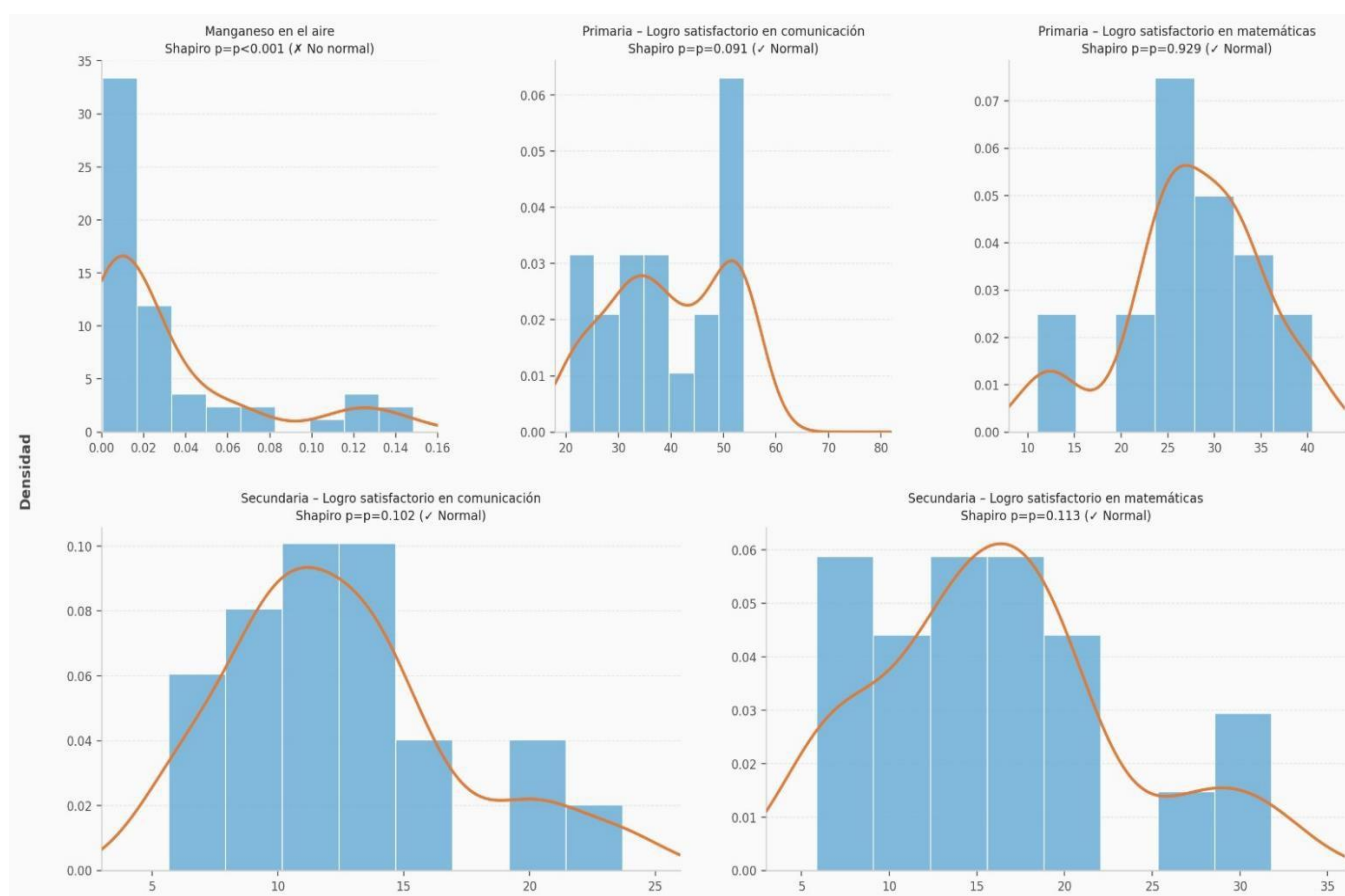 Manganeso en el aire
Shapiro p=p<0.001 (✗ No normal)
35
30
25
20
15
10
5
0
0.00 0.02 0.04 0.06 0.08 0.10 0.12 0.14 0.16
Primaria – Logro satisfactorio en comunicación
Shapiro p=p=0.091 (✓ Normal)
0.06
0.05
0.04
0.03
0.02
0.01
0.00
20 30 40 50 60 70 80
Primaria – Logro satisfactorio en matemáticas
Shapiro p=p=0.929 (✓ Normal)
0.07
0.06
0.05
0.04
0.03
0.02
0.01
0.00
10 15 20 25 30 35 40
Densidad
Secundaria – Logro satisfactorio en comunicación
Shapiro p=p=0.102 (✓ Normal)
0.10
0.08
0.06
0.04
0.02
0.00
5 10 15 20 25
Secundaria – Logro satisfactorio en matemáticas
Shapiro p=p=0.113 (✓ Normal)
0.06
0.05
0.04
0.03
0.02
0.01
0.00
5 10 15 20 25 30 35